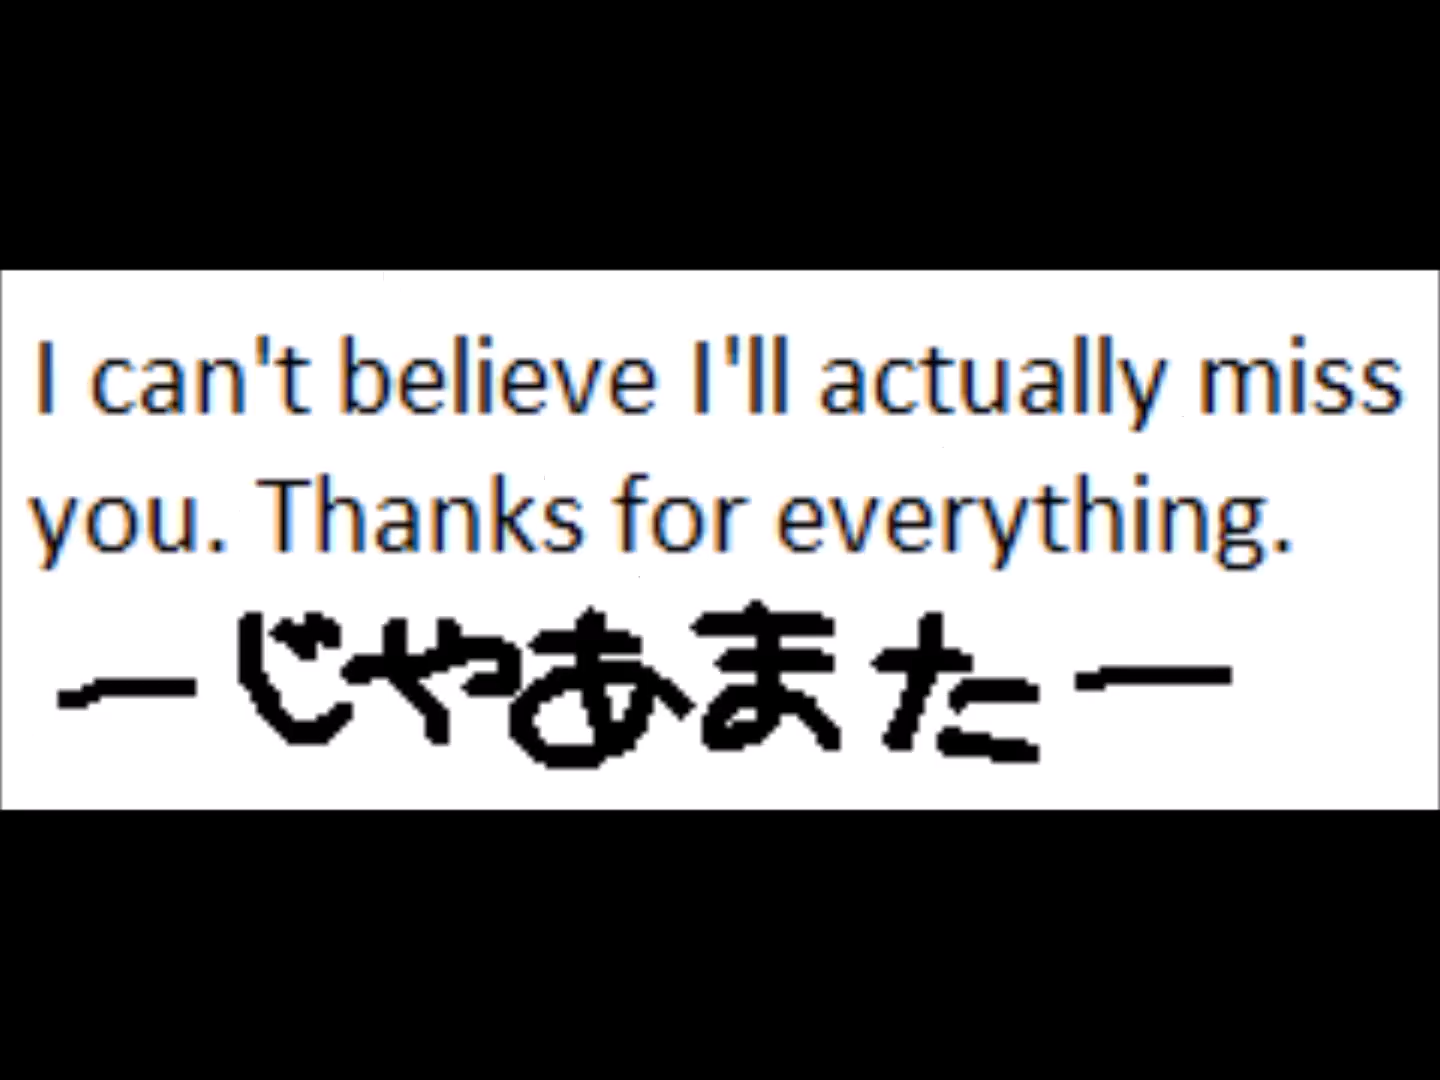 I can't believe I'll actually miss
you. Thanks for everything.
ーじゃあまたー